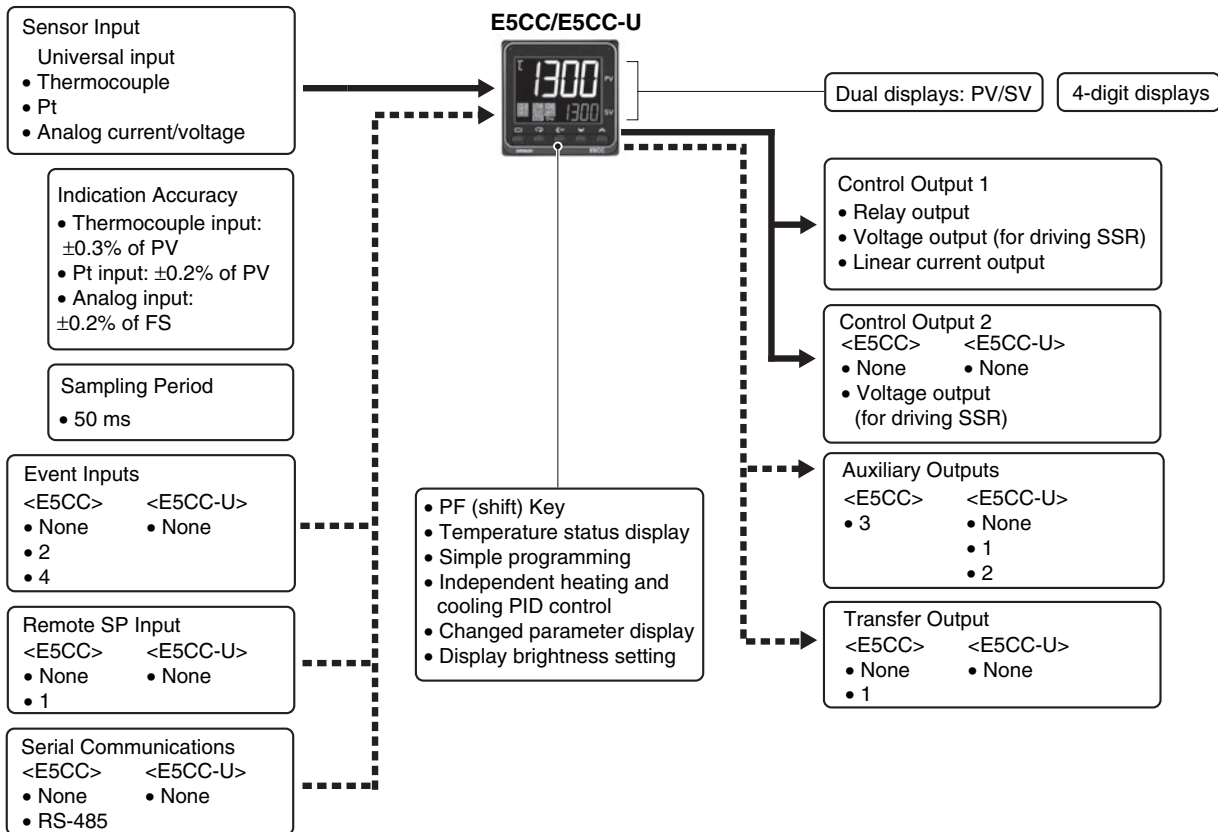 E5CC/E5CC-U
Sensor Input
Universal input
• Thermocouple
• Pt
• Analog current/voltage
Indication Accuracy
• Thermocouple input:
±0.3% of PV
• Pt input: ±0.2% of PV
• Analog input:
±0.2% of FS
Sampling Period
• 50 ms
Event Inputs
<E5CC> <E5CC-U>
• None • None
• 2
• 4
Remote SP Input
<E5CC> <E5CC-U>
• None • None
• 1
Serial Communications
<E5CC> <E5CC-U>
• None • None
• RS-485
1300 PV
1300 SV
OMRON E5CC
• PF (shift) Key
• Temperature status display
• Simple programming
• Independent heating and
cooling PID control
• Changed parameter display
• Display brightness setting
Dual displays: PV/SV
4-digit displays
Control Output 1
• Relay output
• Voltage output (for driving SSR)
• Linear current output
Control Output 2
<E5CC> <E5CC-U>
• None • None
• Voltage output
(for driving SSR)
Auxiliary Outputs
<E5CC> <E5CC-U>
• 3 • None
• 1
• 2
Transfer Output
<E5CC> <E5CC-U>
• None • None
• 1